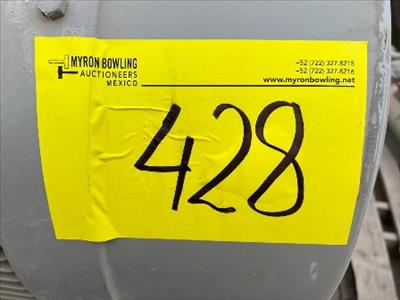 MYRON BOWLING
AUCTIONEERS
MEXICO
+52 (722) 327.8215
+52 (722) 327.8216
www.myronbowling.net
428